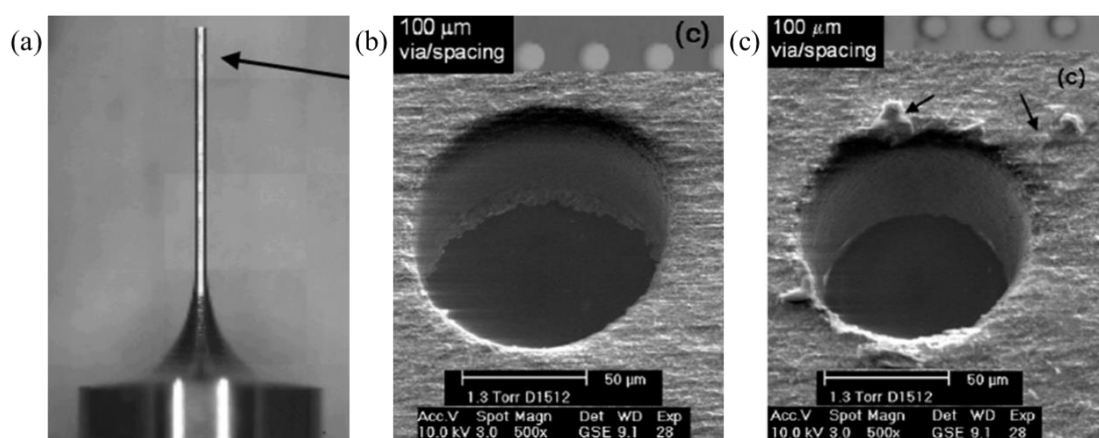 (a)
(b)
100 µm
via/spacing
(c)
50 µm
1.3 Torr D1512
Acc.V Spot Magn Det WD Exp
10.0 kV 3.0 500x GSE 9.1 28
(c)
100 µm
via/spacing
(c)
50 µm
1.3 Torr D1512
Acc.V Spot Magn Det WD Exp
10.0 kV 3.0 500x GSE 9.1 28